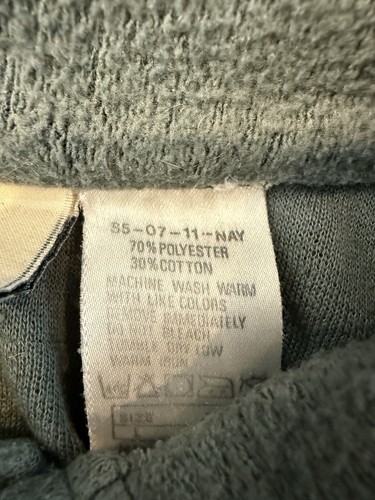 S5-07-11-NAY
70% POLYESTER
30% COTTON
MACHINE WASH WARM
WITH LIKE COLORS
REMOVE IMMEDIATELY
DO NOT BLEACH
DRY LOW
WARM IRON
SIZE